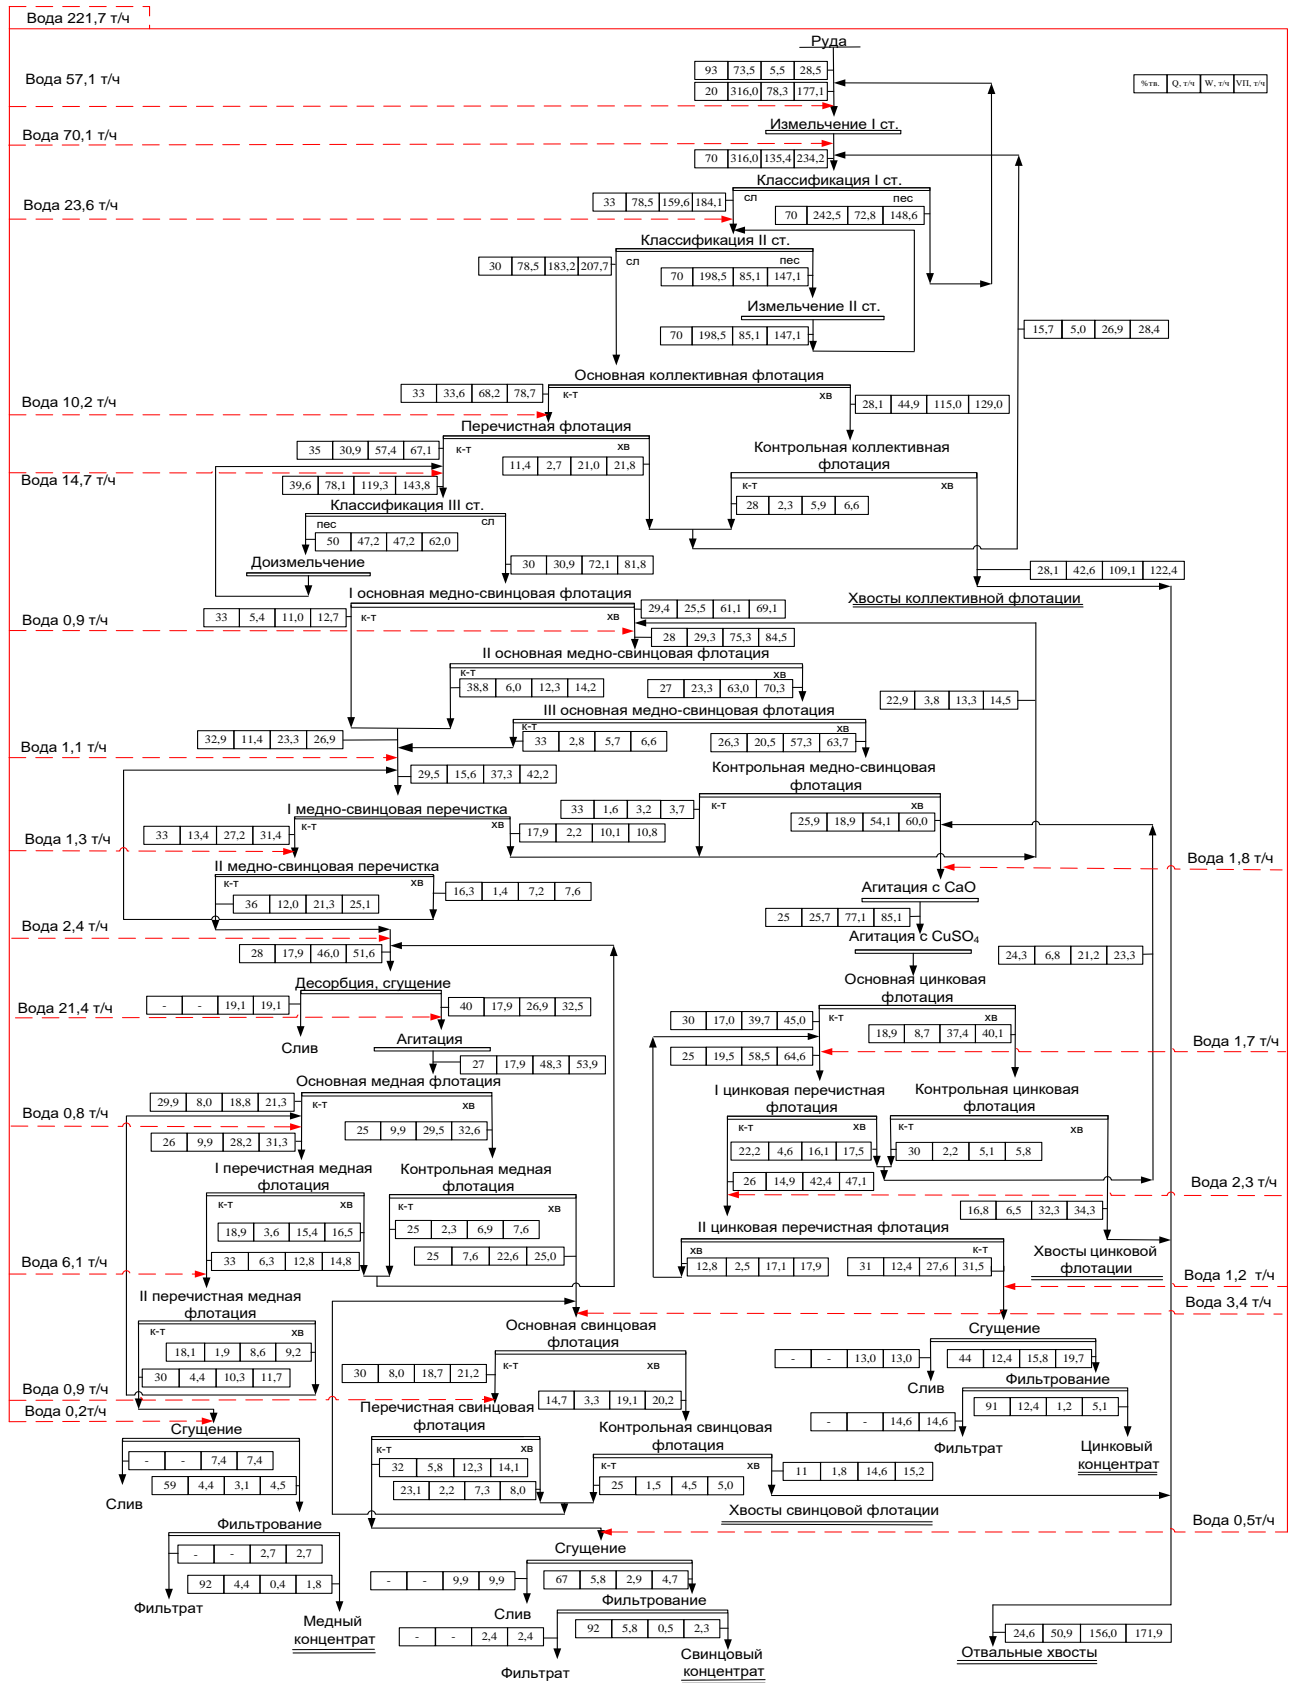 Вода 221,7 т/ч
Руда
Вода 57,1 т/ч
93 73,5 5,5 28,5
%тв. Q, т/ч W, т/ч VП, т/ч
20 316,0 78,3 177,1
Измельчение I ст.
Вода 70,1 т/ч
70 316,0 135,4 234,2
Классификация I ст.
Вода 23,6 т/ч
33 78,5 159,6 184,1
сл пес
70 242,5 72,8 148,6
Классификация II ст.
30 78,5 183,2 207,7
сл пес
70 198,5 85,1 147,1
Измельчение II ст.
70 198,5 85,1 147,1
15,7 5,0 26,9 28,4
Основная коллективная флотация
33 33,6 68,2 78,7
к-т хв
Вода 10,2 т/ч
28,1 44,9 115,0 129,0
Перечистная флотация
Контрольная коллективная
флотация
35 30,9 57,4 67,1
к-т хв
11,4 2,7 21,0 21,8
Вода 14,7 т/ч
39,6 78,1 119,3 143,8
к-т хв
28 2,3 5,9 6,6
Классификация III ст.
пес сл
50 47,2 47,2 62,0
Доизмельчение
30 30,9 72,1 81,8
28,1 42,6 109,1 122,4
Хвосты коллективной флотации
I основная медно-свинцовая флотация
Вода 0,9 т/ч
33 5,4 11,0 12,7
к-т хв
29,4 25,5 61,1 69,1
28 29,3 75,3 84,5
II основная медно-свинцовая флотация
к-т хв
38,8 6,0 12,3 14,2
27 23,3 63,0 70,3
22,9 3,8 13,3 14,5
III основная медно-свинцовая флотация
к-т хв
33 2,8 5,7 6,6
26,3 20,5 57,3 63,7
32,9 11,4 23,3 26,9
Вода 1,1 т/ч
29,5 15,6 37,3 42,2
Контрольная медно-свинцовая
флотация
I медно-свинцовая перечистка
33 1,6 3,2 3,7
к-т хв
25,9 18,9 54,1 60,0
Вода 1,3 т/ч
33 13,4 27,2 31,4
к-т хв
17,9 2,2 10,1 10,8
Вода 1,8 т/ч
II медно-свинцовая перечистка
к-т хв
36 12,0 21,3 25,1
16,3 1,4 7,2 7,6
Агитация с CaO
25 25,7 77,1 85,1
Вода 2,4 т/ч
Агитация с CuSO4
28 17,9 46,0 51,6
24,3 6,8 21,2 23,3
Десорбция, сгущение
Основная цинковая
флотация
Вода 21,4 т/ч
- - 19,1 19,1
40 17,9 26,9 32,5
Слив
30 17,0 39,7 45,0
к-т хв
18,9 8,7 37,4 40,1
Вода 1,7 т/ч
25 19,5 58,5 64,6
Агитация
27 17,9 48,3 53,9
Основная медная флотация
I цинковая перечистная
флотация
Контрольная цинковая
флотация
Вода 0,8 т/ч
29,9 8,0 18,8 21,3
к-т хв
25 9,9 29,5 32,6
26 9,9 28,2 31,3
к-т хв
22,2 4,6 16,1 17,5
к-т хв
30 2,2 5,1 5,8
I перечистная медная
флотация
Контрольная медная
флотация
26 14,9 42,4 47,1
Вода 2,3 т/ч
к-т хв
18,9 3,6 15,4 16,5
к-т хв
25 2,3 6,9 7,6
16,8 6,5 32,3 34,3
II цинковая перечистная флотация
33 6,3 12,8 14,8
25 7,6 22,6 25,0
хв к-т
12,8 2,5 17,1 17,9
31 12,4 27,6 31,5
Хвосты цинковой
флотации
Вода 6,1 т/ч
Вода 1,2 т/ч
Вода 3,4 т/ч
II перечистная медная
флотация
Основная свинцовая
флотация
к-т хв
18,1 1,9 8,6 9,2
30 4,4 10,3 11,7
Сгущение
- - 13,0 13,0
44 12,4 15,8 19,7
Слив
30 8,0 18,7 21,2
к-т хв
14,7 3,3 19,1 20,2
Вода 0,9 т/ч
Фильтрование
91 12,4 1,2 5,1
- - 14,6 14,6
Фильтрат
Цинковый
концентрат
Вода 0,2т/ч
Перечистная свинцовая
флотация
Контрольная свинцовая
флотация
Сгущение
- - 7,4 7,4
59 4,4 3,1 4,5
Слив
к-т хв
32 5,8 12,3 14,1
23,1 2,2 7,3 8,0
к-т хв
25 1,5 4,5 5,0
11 1,8 14,6 15,2
Хвосты свинцовой флотации
Вода 0,5т/ч
Фильтрование
- - 2,7 2,7
92 4,4 0,4 1,8
Фильтрат
Медный
концентрат
Сгущение
- - 9,9 9,9
67 5,8 2,9 4,7
Слив
Фильтрование
- - 2,4 2,4
92 5,8 0,5 2,3
Фильтрат
Свинцовый
концентрат
24,6 50,9 156,0 171,9
Отвальные хвосты